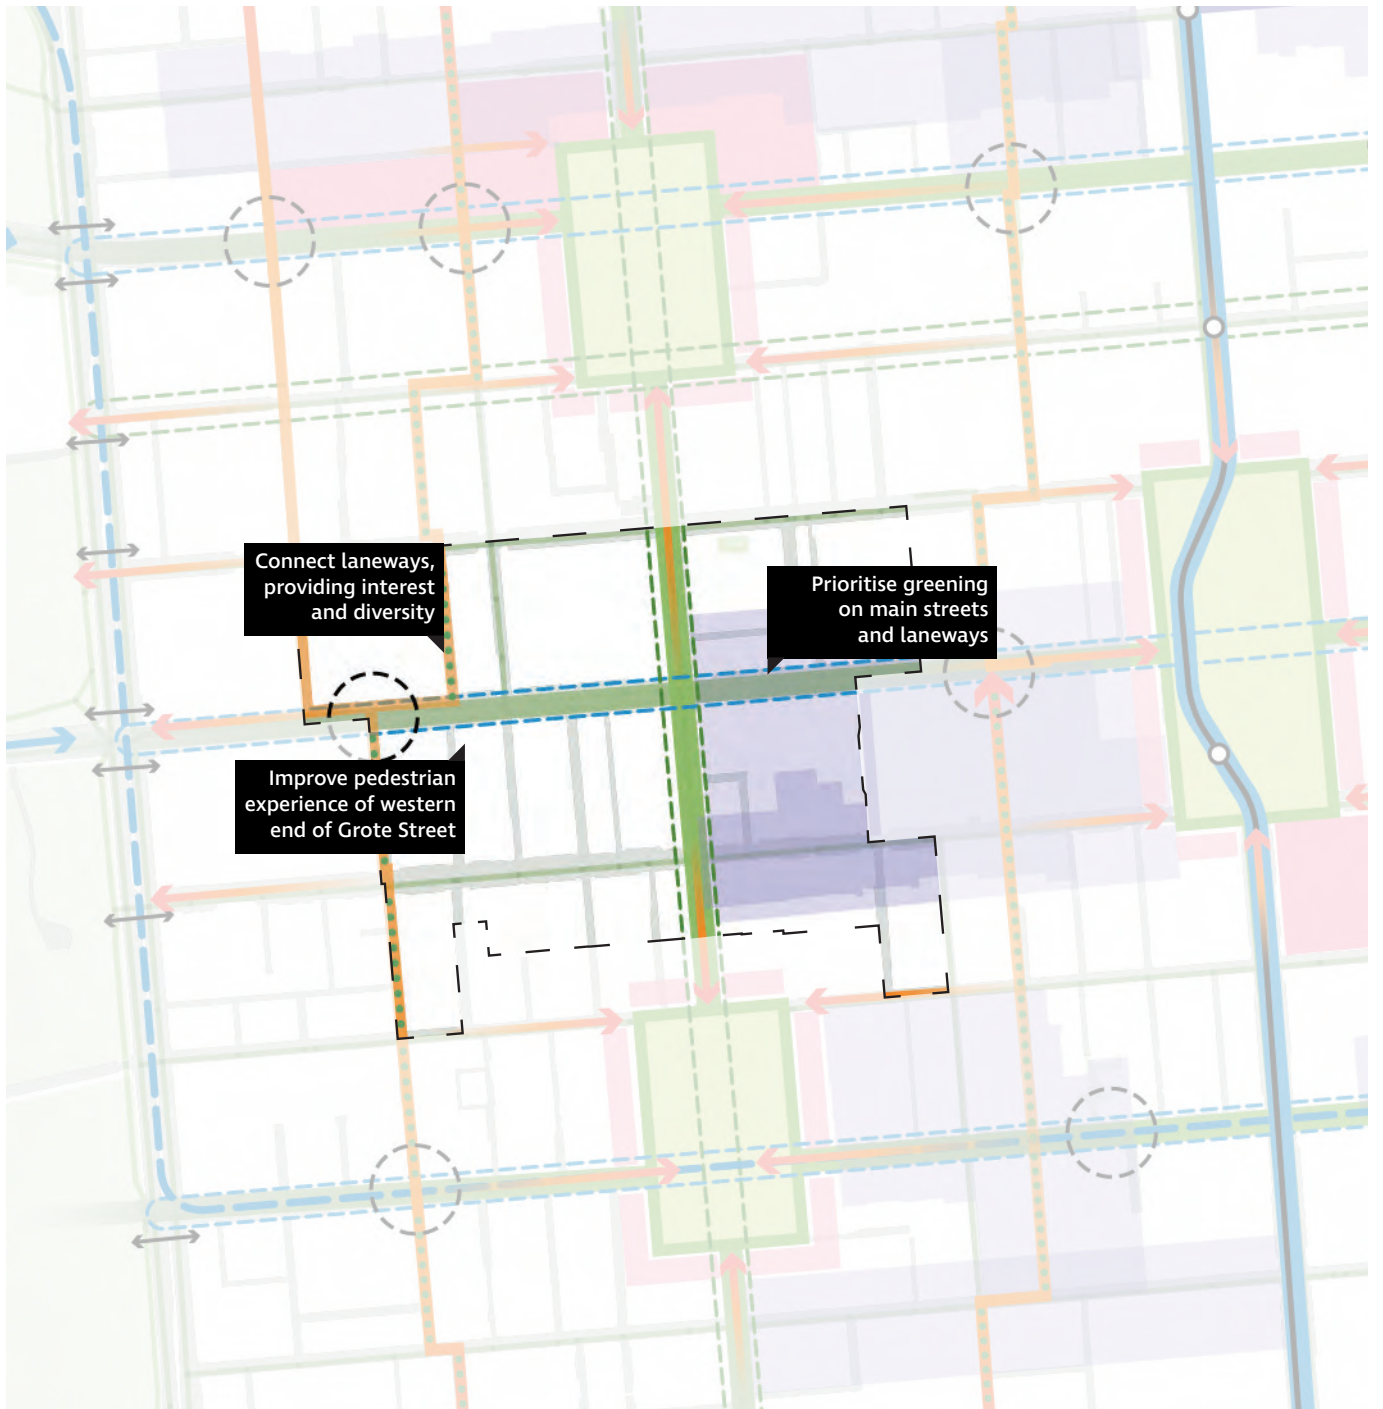 Connect laneways,
providing interest
and diversity
Prioritise greening
on main streets
and laneways
Improve pedestrian
experience of western
end of Grote Street